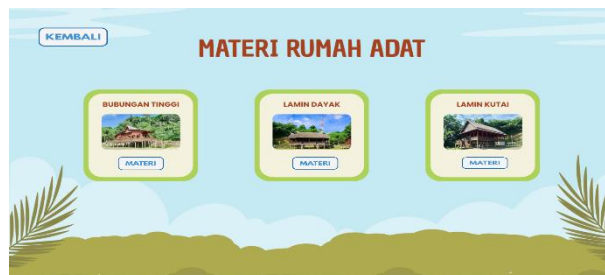 KEMBALI
MATERI RUMAH ADAT
BUBUNGAN TINGGI
MATERI
LAMIN DAYAK
MATERI
LAMIN KUTAI
MATERI